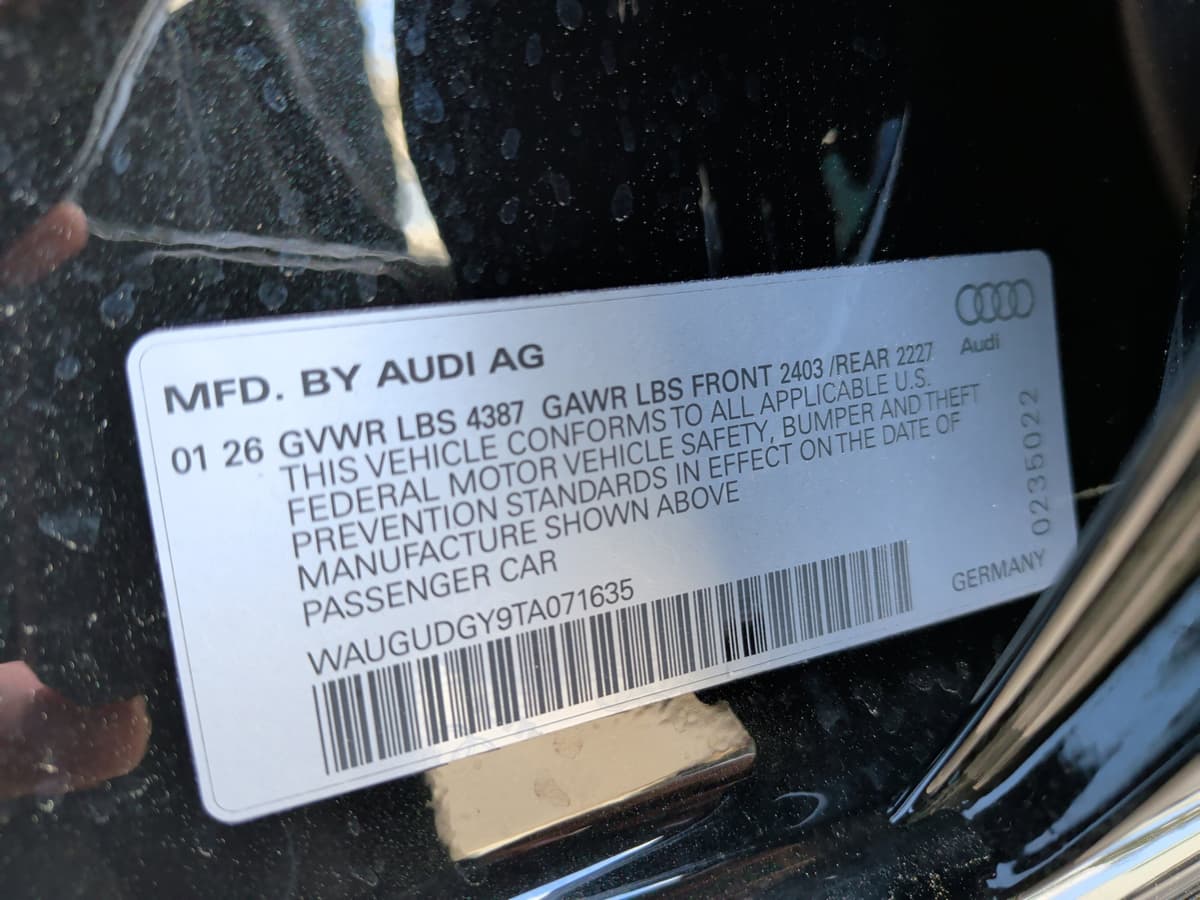 MFD. BY AUDI AG
Audi
01 26 GVWR LBS 4387 GAWR LBS FRONT 2403 /REAR 2227
THIS VEHICLE CONFORMS TO ALL APPLICABLE U.S.
FEDERAL MOTOR VEHICLE SAFETY, BUMPER AND THEFT
PREVENTION STANDARDS IN EFFECT ON THE DATE OF
MANUFACTURE SHOWN ABOVE
PASSENGER CAR
WAUGUDGY9TA071635
GERMANY
0235022